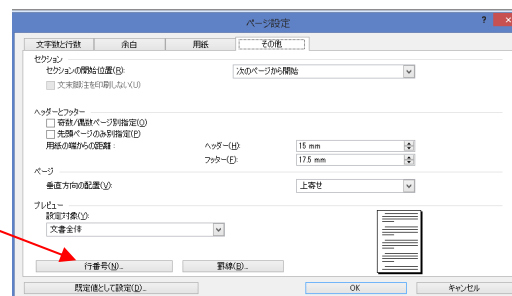 ページ設定
? x
文字数と行数 余白 用紙 その他
セクション
セクションの開始位置(R): 次のページから開始
文末脚注を印刷しない(U)
ヘッダーとフッター
奇数/偶数ページ別指定(O)
先頭ページのみ別指定(P)
用紙の端からの距離: ヘッダー(H): 15 mm
フッター(F): 17.5 mm
ページ
垂直方向の配置(V): 上寄せ
プレビュー
設定対象(Y):
文書全体
行番号(N)... 罫線(B)...
既定値として設定(D)... OK キャンセル